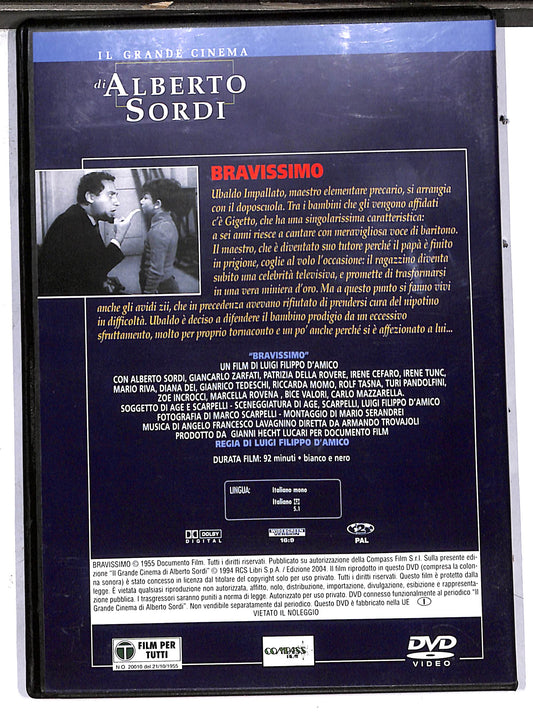 IL GRANDE CINEMA
di ALBERTO
SORDI
BRAVISSIMO
Ubaldo Impallato, maestro elementare precario, si arrangia
con il doposcuola. Tra i bambini che gli vengono affidati
c'è Gigetto, che ha una singolarissima caratteristica:
a sei anni riesce a cantare con meravigliosa voce di baritono.
Il maestro, che è diventato suo tutore perché il papà è finito
in prigione, coglie al volo l'occasione: il ragazzino diventa
subito una celebrità televisiva, e promette di trasformarsi
in una vera miniera d'oro. Ma a questo punto si fanno vivi
anche gli avidi zii, che in precedenza avevano rifiutato di prendersi cura del nipotino
in difficoltà. Ubaldo è deciso a difendere il bambino prodigio da un eccessivo
sfruttamento, molto per proprio tornaconto e un po' anche perché si è affezionato a lui...
"BRAVISSIMO"
UN FILM DI LUIGI FILIPPO D'AMICO
CON ALBERTO SORDI, GIANCARLO ZARFATI, PATRIZIA DELLA ROVERE, IRENE CEFARO, IRENE TUNC,
MARIO RIVA, DIANA DEI, GIANRICO TEDESCHI, RICCARDA MOMO, ROLF TASNA, TURI PANDOLFINI,
ZOE INCROCCI, MARCELLA ROVENA , BICE VALORI, CARLO MAZZARELLA.
SOGGETTO DI AGE E SCARPELLI - SCENEGGIATURA DI AGE, SCARPELLI, LUIGI FILIPPO D'AMICO
FOTOGRAFIA DI MARCO SCARPELLI - MONTAGGIO DI MARIO SERANDREI
MUSICA DI ANGELO FRANCESCO LAVAGNINO DIRETTA DA ARMANDO TROVAJOLI
PRODOTTO DA GIANNI HECHT LUCARI PER DOCUMENTO FILM
REGIA DI LUIGI FILIPPO D'AMICO
DURATA FILM: 92 minuti • bianco e nero
LINGUA: Italiano mono
Italiano
5.1
DOLBY
DIGITAL
WIDESCREEN
VERSION
16:9
2
PAL
BRAVISSIMO © 1955 Documento Film. Tutti i diritti riservati. Pubblicato su autorizzazione della Compass Film S.r.l. Sulla presente edi-
zione "Il Grande Cinema di Alberto Sordi" © 1994 RCS Libri S.p.A. / Edizione 2004. Il film riprodotto in questo DVD (compresa la colon-
na sonora) è stato concesso in licenza dal titolare del copyright solo per uso privato. Tutti i diritti riservati. Questo film è protetto dalla
legge. È vietata qualsiasi riproduzione non autorizzata, affitto, nolo, distribuzione, importazione, divulgazione, esibizione e rappresenta-
zione pubblica. I trasgressori saranno puniti a norma di legge. Autorizzato per uso privato. DVD connesso funzionalmente al periodico "Il
Grande Cinema di Alberto Sordi". Non vendibile separatamente dal periodico. Questo DVD è fabbricato nella UE I
VIETATO IL NOLEGGIO
T FILM PER
TUTTI
N.O. 20010 del 21/10/1955
COMPASS
FILM
DVD
VIDEO